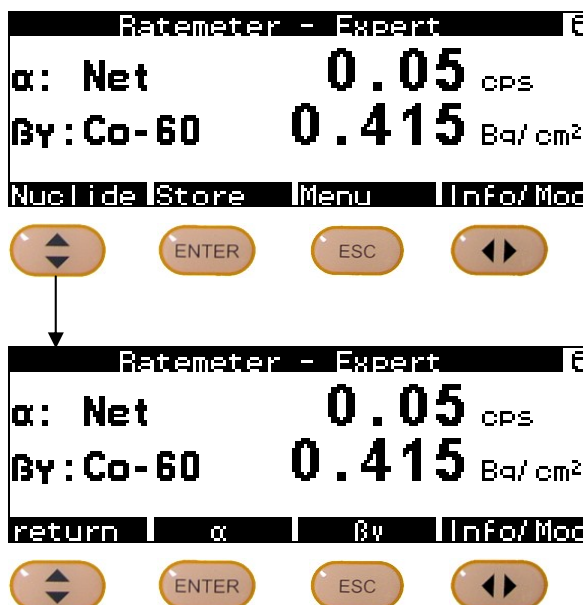 Ratemeter - Expert
α: Net 0.05 cps
βγ:Co-60 0.415 Bq/cm²
Nuclide Store Menu Info/Mod
ENTER ESC
Ratemeter - Expert
α: Net 0.05 cps
βγ:Co-60 0.415 Bq/cm²
return α βγ Info/Mod
ENTER ESC